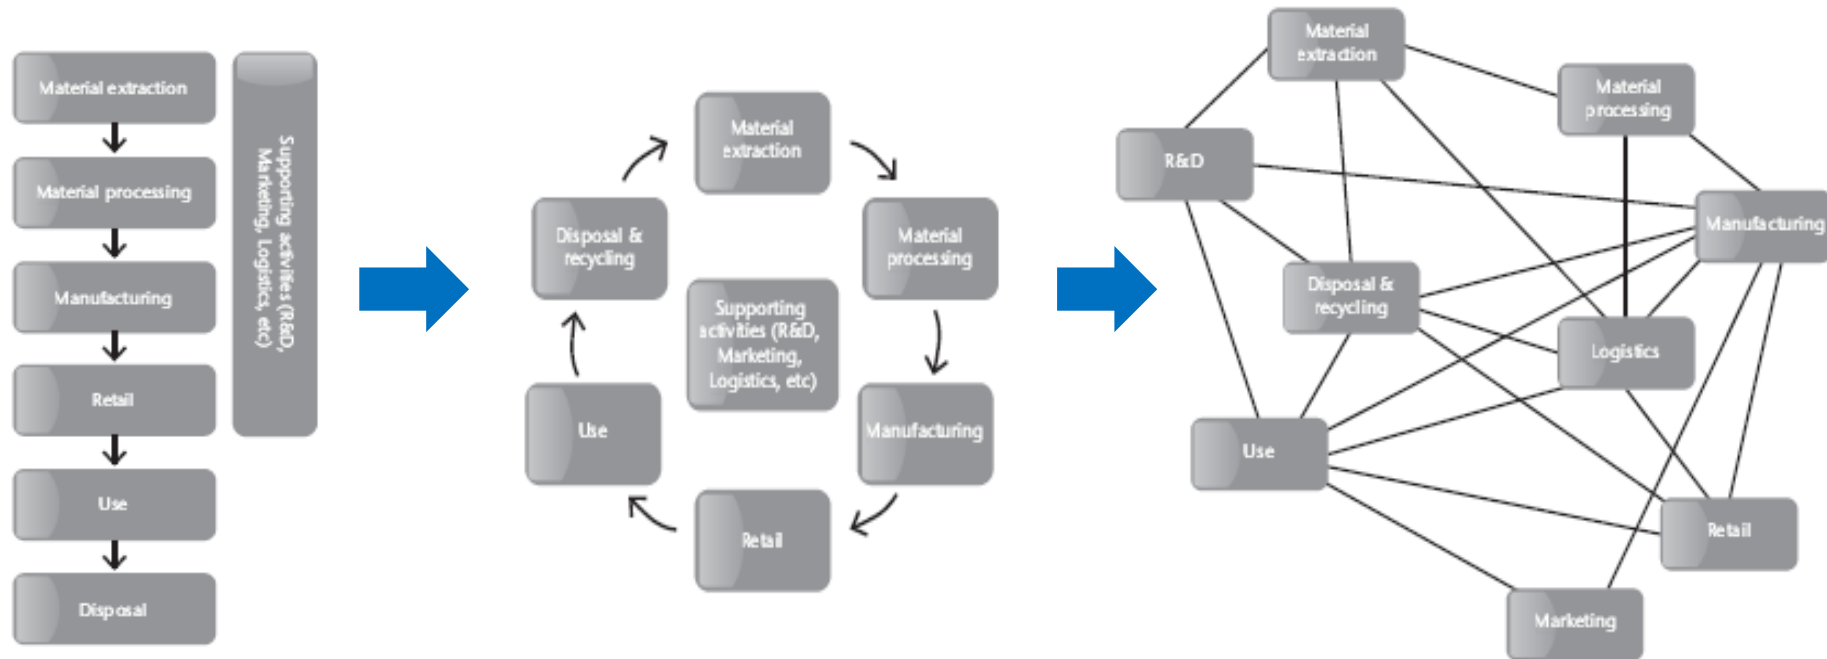 Material extraction
Material processing
Manufacturing
Retail
Use
Disposal
Supporting activities (R&D,
Marketing, Logistics, etc)
Material
extraction
Material
processing
Manufacturing
Retail
Use
Disposal &
recycling
Supporting
activities (R&D,
Marketing,
Logistics, etc)
Material
extraction
Material
processing
R&D
Manufacturing
Disposal &
recycling
Logistics
Use
Retail
Marketing